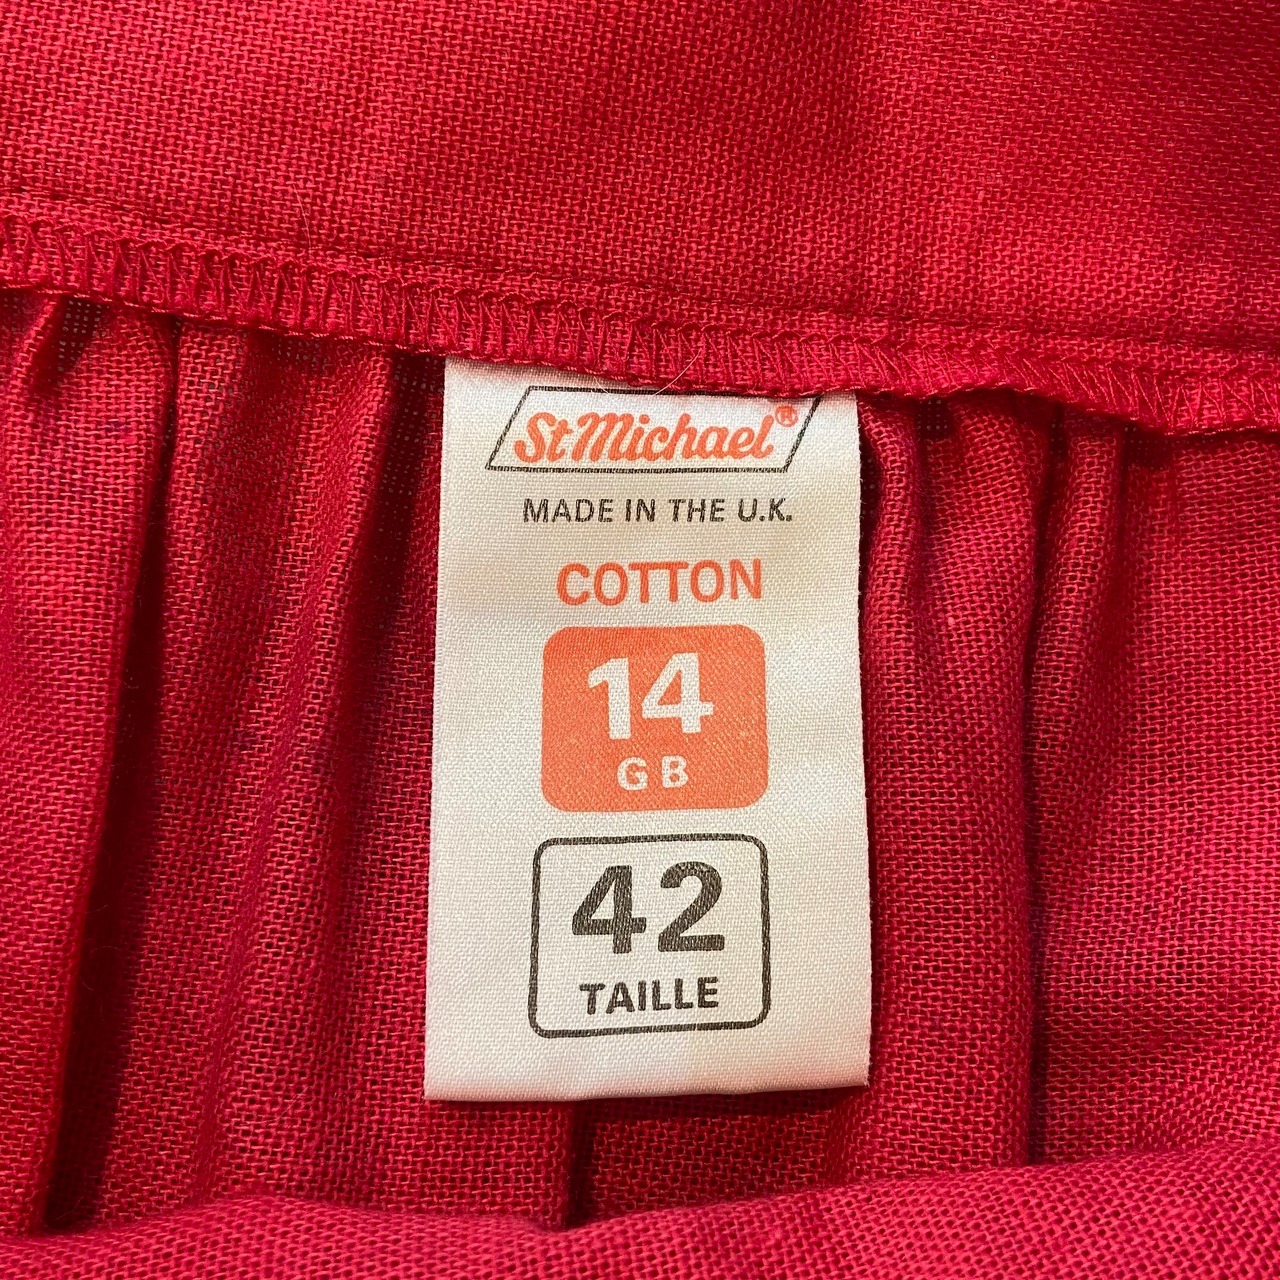 St Michael®
MADE IN THE U.K.
COTTON
14
GB
42
TAILLE